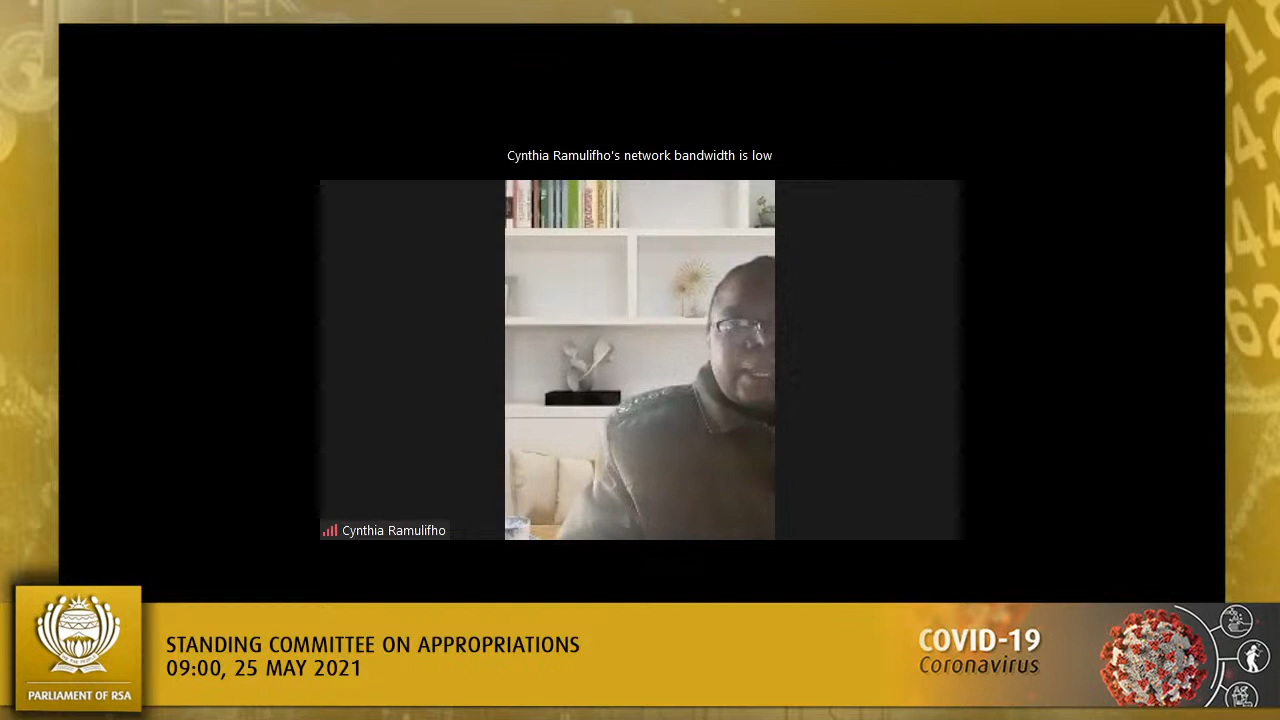 Cynthia Ramulifho's network bandwidth is low
Cynthia Ramulifho
STANDING COMMITTEE ON APPROPRIATIONS
09:00, 25 MAY 2021
PARLIAMENT OF RSA
COVID-19
Coronavirus